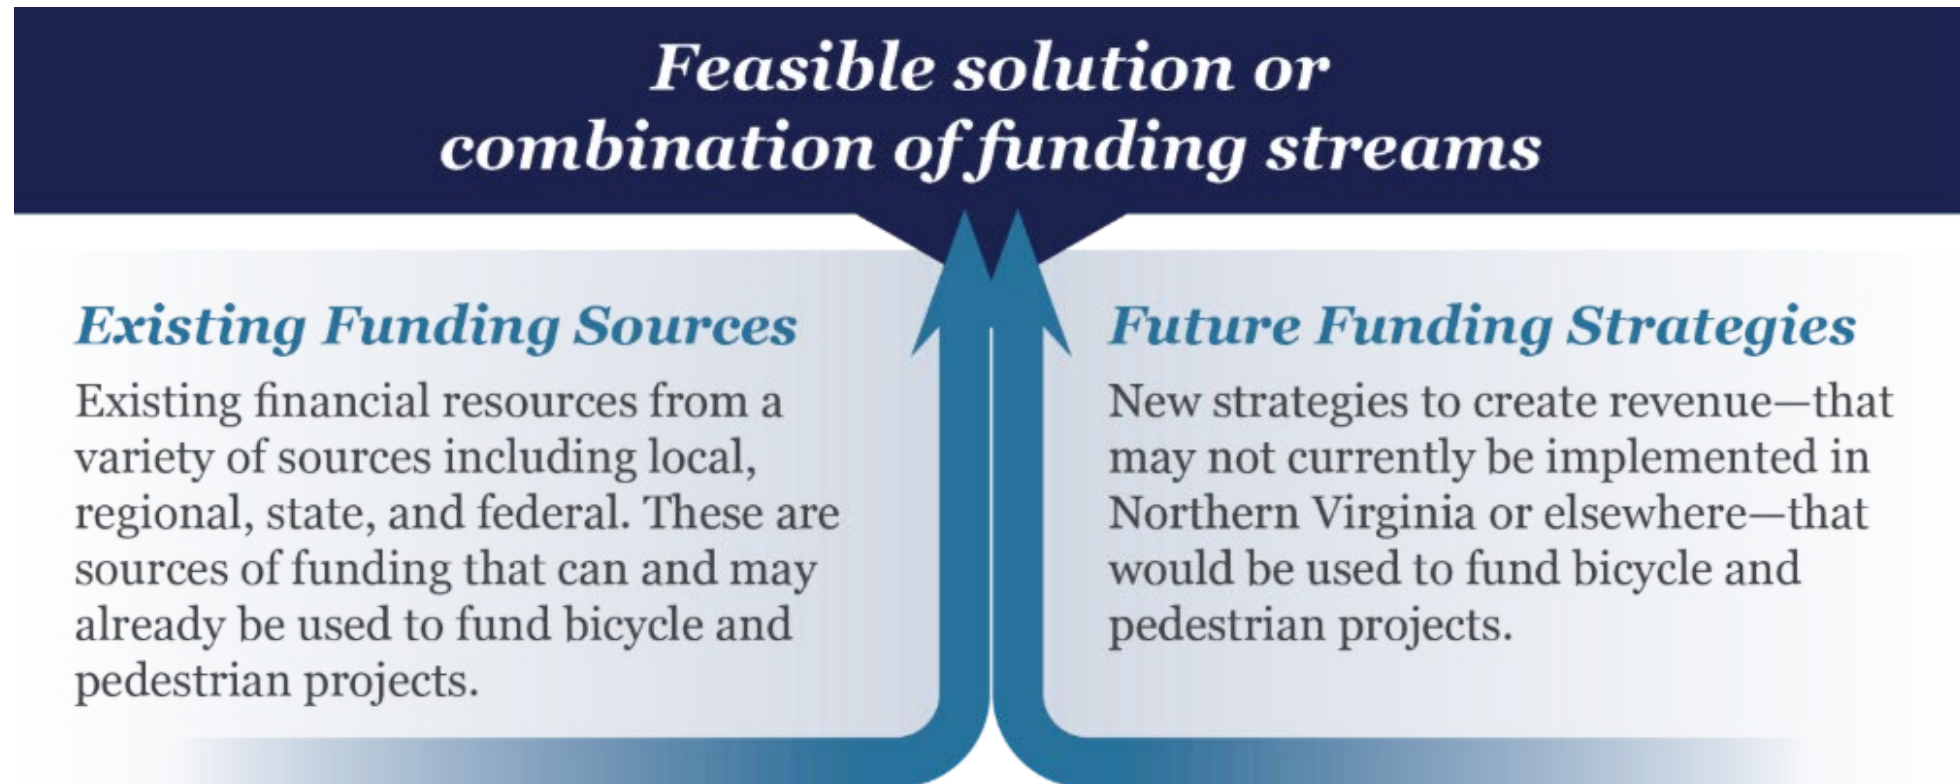 Feasible solution or
combination of funding streams
Existing Funding Sources
Existing financial resources from a
variety of sources including local,
regional, state, and federal. These are
sources of funding that can and may
already be used to fund bicycle and
pedestrian projects.
Future Funding Strategies
New strategies to create revenue—that
may not currently be implemented in
Northern Virginia or elsewhere—that
would be used to fund bicycle and
pedestrian projects.